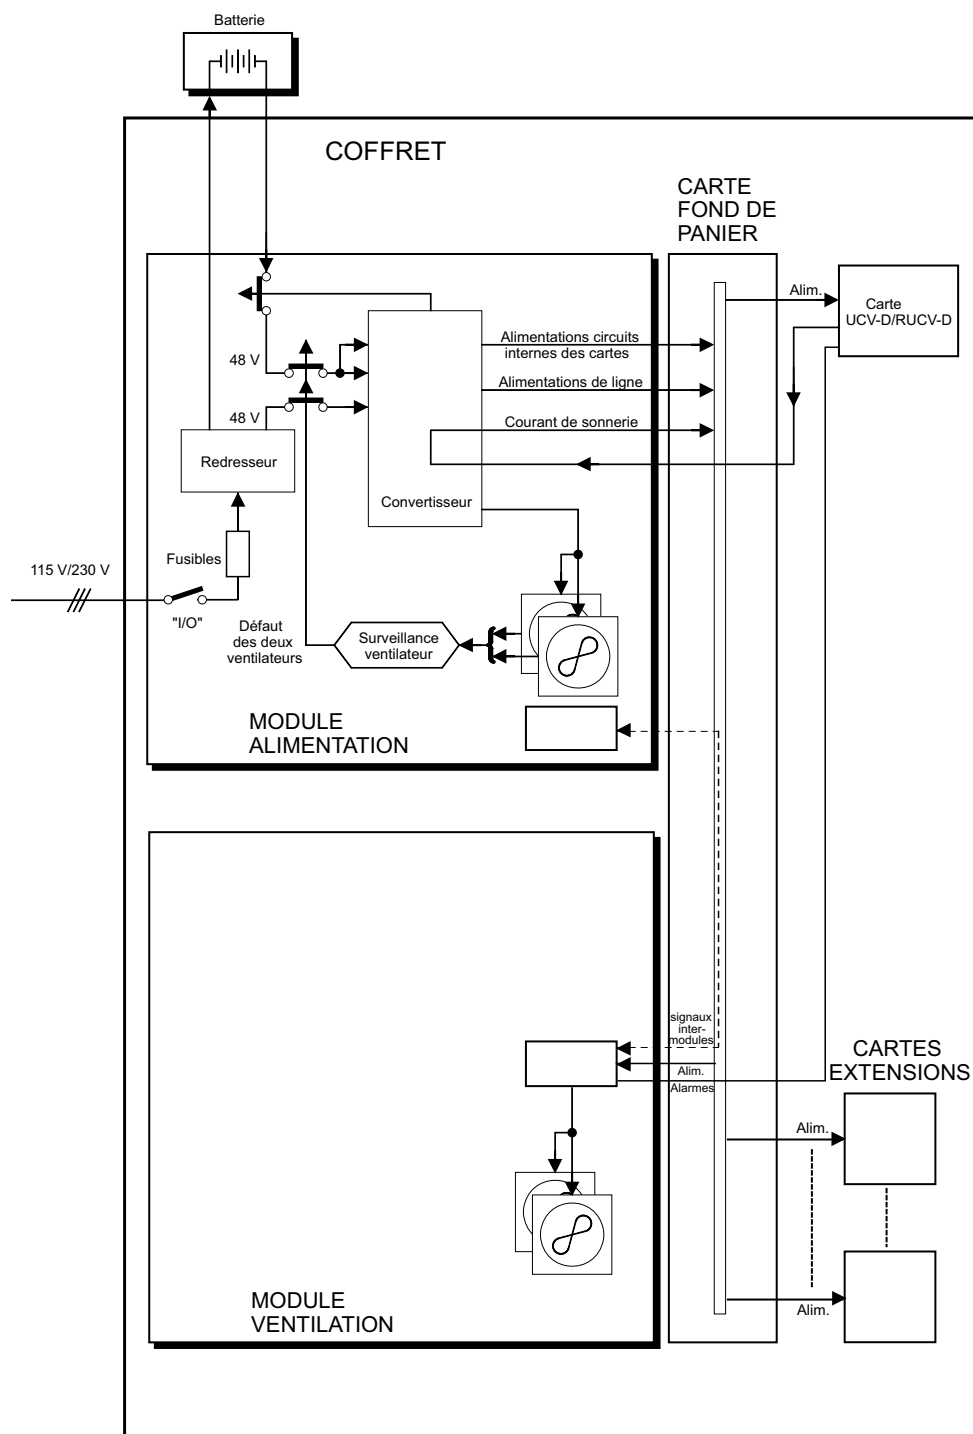 Batterie
COFFRET
CARTE
FOND DE
PANIER
Alim.
Carte
UCV-D/RUCV-D
Alimentations circuits
internes des cartes
48 V
Alimentations de ligne
48 V
Courant de sonnerie
Redresseur
Convertisseur
Fusibles
115 V/230 V
"I/O"
Défaut
des deux
ventilateurs
Surveillance
ventilateur
MODULE
ALIMENTATION
signaux
inter-
modules
Alim.
Alarmes
CARTES
EXTENSIONS
Alim.
Alim.
MODULE
VENTILATION